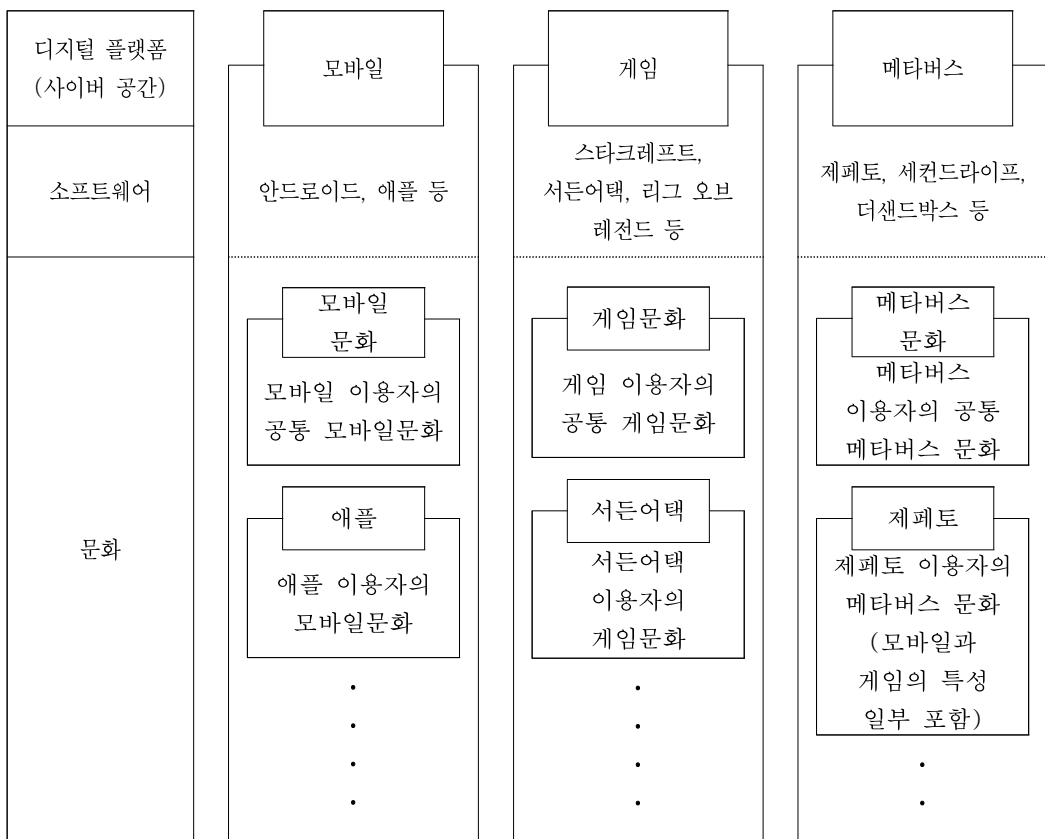 디지털 플랫폼
(사이버 공간)
모바일
게임
메타버스
소프트웨어
안드로이드, 애플 등
스타크레프트,
서든어택, 리그 오브
레전드 등
제페토, 세컨드라이프,
더샌드박스 등
문화
모바일
문화
모바일 이용자의
공통 모바일문화
애플
애플 이용자의
모바일문화
게임문화
게임 이용자의
공통 게임문화
서든어택
서든어택
이용자의
게임문화
메타버스
문화
메타버스
이용자의 공통
메타버스 문화
제페토
제페토 이용자의
메타버스 문화
(모바일과
게임의 특성
일부 포함)